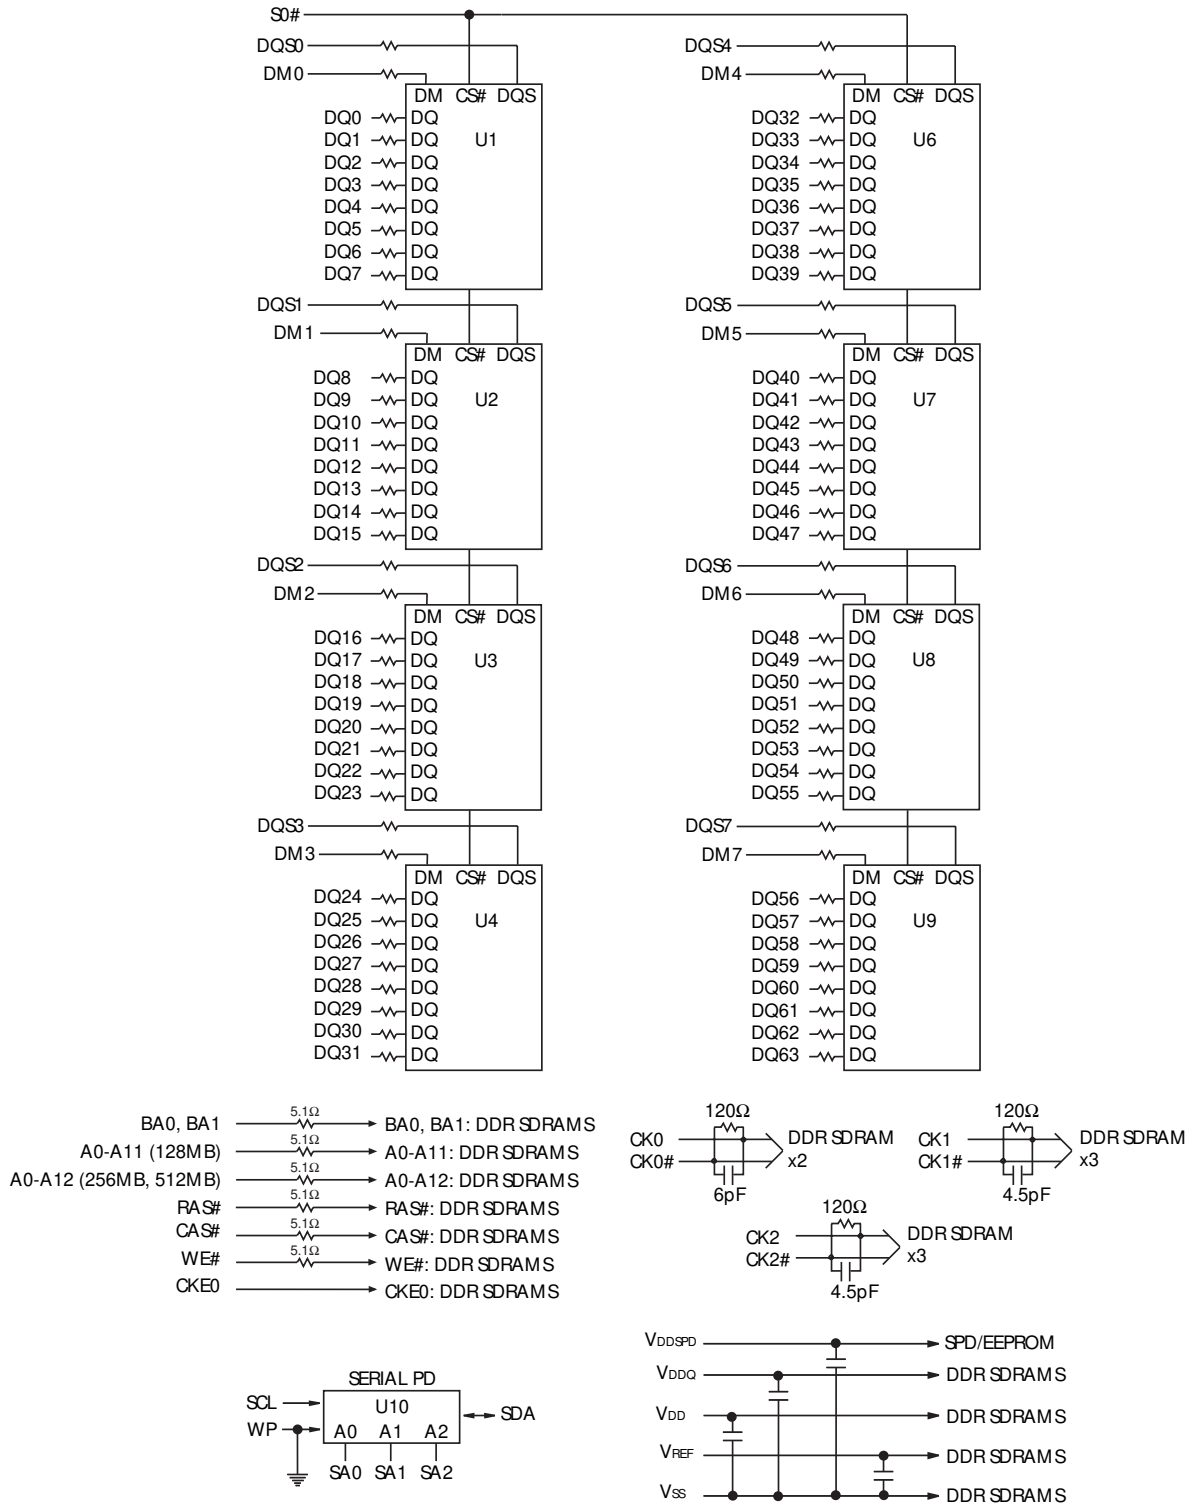 S0#
DQS0
DM0
DM CS# DQS
U1
DQ0 DQ
DQ1 DQ
DQ2 DQ
DQ3 DQ
DQ4 DQ
DQ5 DQ
DQ6 DQ
DQ7 DQ
DQS1
DM1
DM CS# DQS
U2
DQ8 DQ
DQ9 DQ
DQ10 DQ
DQ11 DQ
DQ12 DQ
DQ13 DQ
DQ14 DQ
DQ15 DQ
DQS2
DM2
DM CS# DQS
U3
DQ16 DQ
DQ17 DQ
DQ18 DQ
DQ19 DQ
DQ20 DQ
DQ21 DQ
DQ22 DQ
DQ23 DQ
DQS3
DM3
DM CS# DQS
U4
DQ24 DQ
DQ25 DQ
DQ26 DQ
DQ27 DQ
DQ28 DQ
DQ29 DQ
DQ30 DQ
DQ31 DQ
DQS4
DM4
DM CS# DQS
U6
DQ32 DQ
DQ33 DQ
DQ34 DQ
DQ35 DQ
DQ36 DQ
DQ37 DQ
DQ38 DQ
DQ39 DQ
DQS5
DM5
DM CS# DQS
U7
DQ40 DQ
DQ41 DQ
DQ42 DQ
DQ43 DQ
DQ44 DQ
DQ45 DQ
DQ46 DQ
DQ47 DQ
DQS6
DM6
DM CS# DQS
U8
DQ48 DQ
DQ49 DQ
DQ50 DQ
DQ51 DQ
DQ52 DQ
DQ53 DQ
DQ54 DQ
DQ55 DQ
DQS7
DM7
DM CS# DQS
U9
DQ56 DQ
DQ57 DQ
DQ58 DQ
DQ59 DQ
DQ60 DQ
DQ61 DQ
DQ62 DQ
DQ63 DQ
BA0, BA1 5.1Ω BA0, BA1: DDR SDRAMS
A0-A11 (128MB) 5.1Ω A0-A11: DDR SDRAMS
A0-A12 (256MB, 512MB) 5.1Ω A0-A12: DDR SDRAMS
RAS# 5.1Ω RAS#: DDR SDRAMS
CAS# 5.1Ω CAS#: DDR SDRAMS
WE# 5.1Ω WE#: DDR SDRAMS
CKE0 CKE0: DDR SDRAMS
120Ω
CK0 DDR SDRAM
CK0# x2
6pF
120Ω
CK1 DDR SDRAM
CK1# x3
4.5pF
120Ω
CK2 DDR SDRAM
CK2# x3
4.5pF
SERIAL PD
SCL U10
WP SDA
A0 A1 A2
SA0 SA1 SA2
VDDSPD SPD/EEPROM
VDDQ DDR SDRAMS
VDD DDR SDRAMS
VREF DDR SDRAMS
VSS DDR SDRAMS